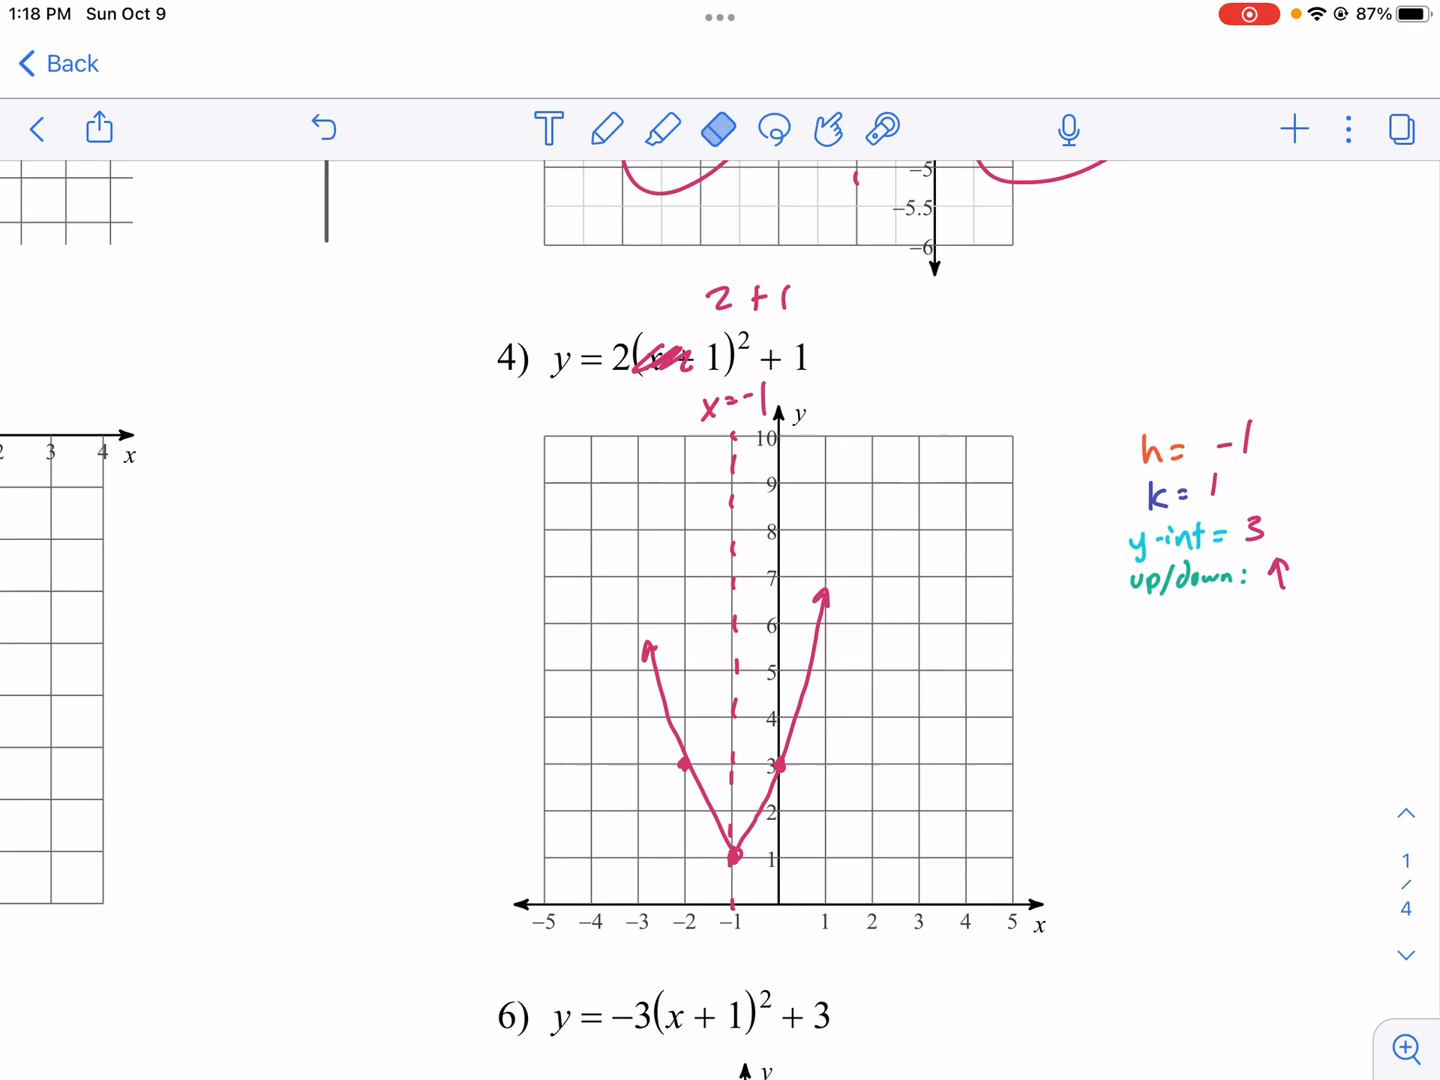 1:18 PM Sun Oct 9
87%
Back
T
-5
-5.5
-6
2 + 1
4) y = 2( 1)² + 1
x = -1
y
10
9
8
7
6
5
4
3
2
1
-5 -4 -3 -2 -1 1 2 3 4 5 x
3 4 x
h = -1
k = 1
y-int = 3
up/down: ↑
1
/
4
6) y = -3(x + 1)² + 3
y